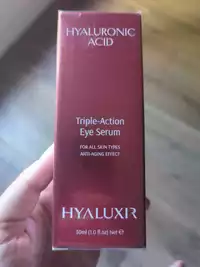 HYALURONIC
ACID
Triple-Action
Eye Serum
FOR ALL SKIN TYPES
ANTI-AGING EFFECT
HYALUXIR
30ml (1.0 fl.oz) Net ℮